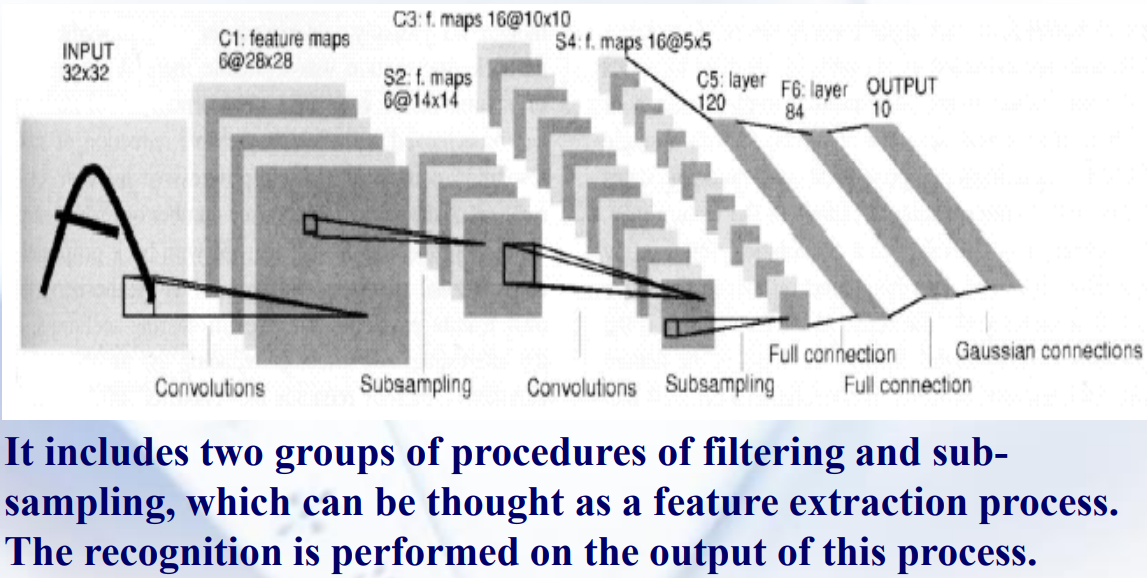 INPUT
32x32
C1: feature maps
6@28x28
S2: f. maps
6@14x14
C3: f. maps 16@10x10
S4: f. maps 16@5x5
C5: layer
120
F6: layer
84
OUTPUT
10
Convolutions
Subsampling
Convolutions
Subsampling
Full connection
Full connection
Gaussian connections
It includes two groups of procedures of filtering and sub-
sampling, which can be thought as a feature extraction process.
The recognition is performed on the output of this process.